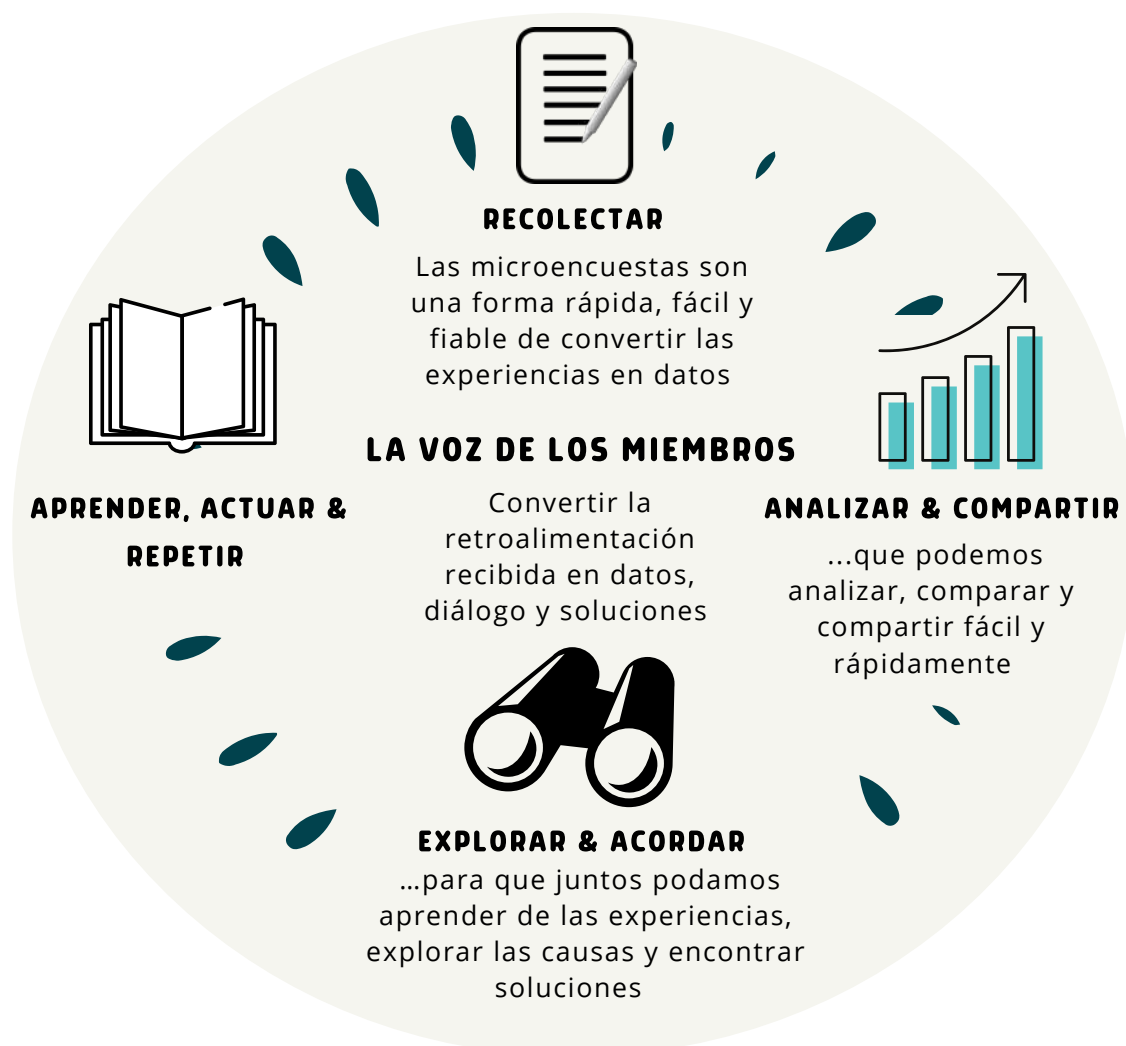 RECOLECTAR
Las microencuestas son
una forma rápida, fácil y
fiable de convertir las
experiencias en datos
LA VOZ DE LOS MIEMBROS
Convertir la
retroalimentación
recibida en datos,
diálogo y soluciones
APRENDER, ACTUAR &
REPETIR
ANALIZAR & COMPARTIR
...que podemos
analizar, comparar y
compartir fácil y
rápidamente
EXPLORAR & ACORDAR
...para que juntos podamos
aprender de las experiencias,
explorar las causas y encontrar
soluciones